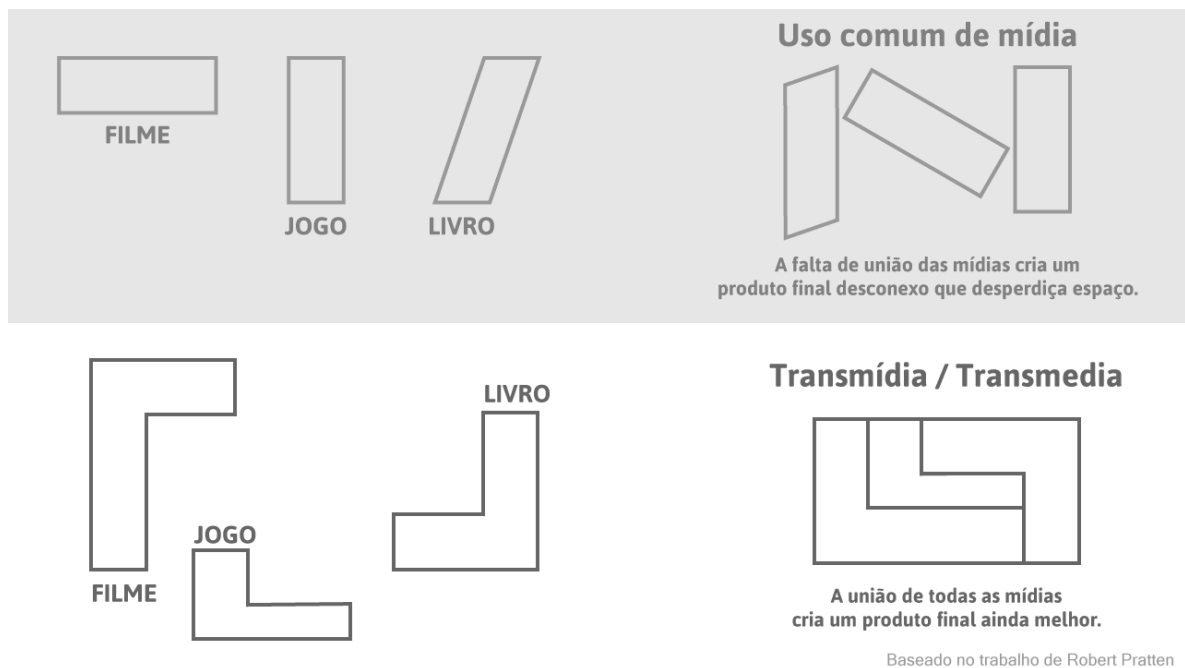 FILME
JOGO
LIVRO
Uso comum de mídia
A falta de união das mídias cria um
produto final desconexo que desperdiça espaço.
FILME
JOGO
LIVRO
Transmídia / Transmedia
A união de todas as mídias
cria um produto final ainda melhor.
Baseado no trabalho de Robert Pratten